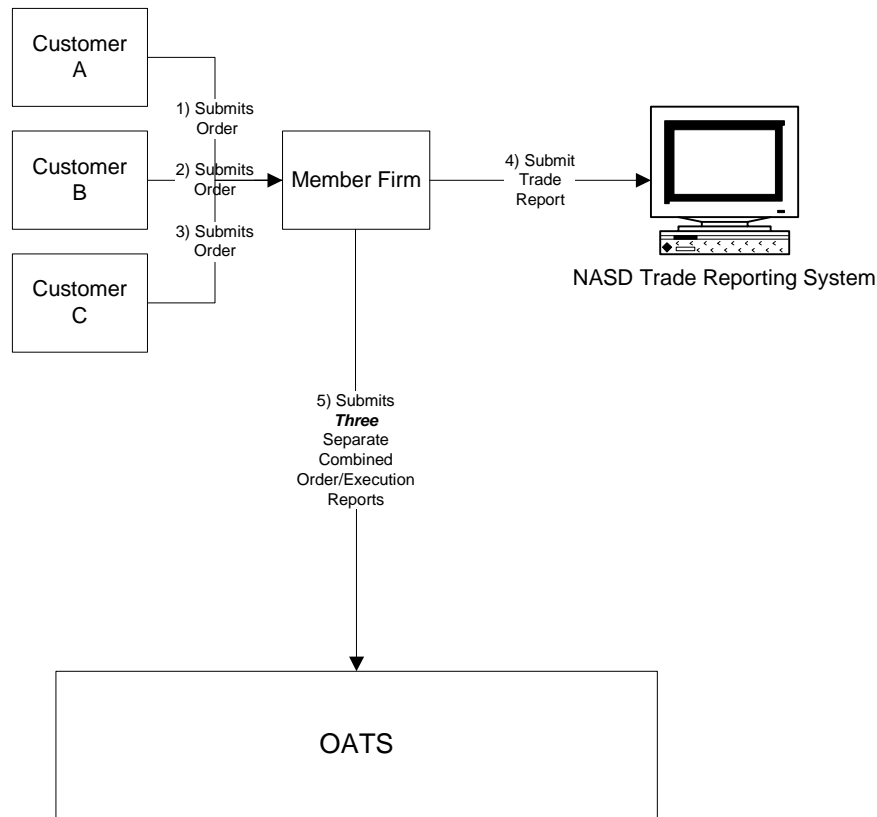 Customer
A
1) Submits
Order
Customer
B
2) Submits
Order
3) Submits
Order
Customer
C
Member Firm
4) Submit
Trade
Report
NASD Trade Reporting System
5) Submits
Three
Separate
Combined
Order/Execution
Reports
OATS